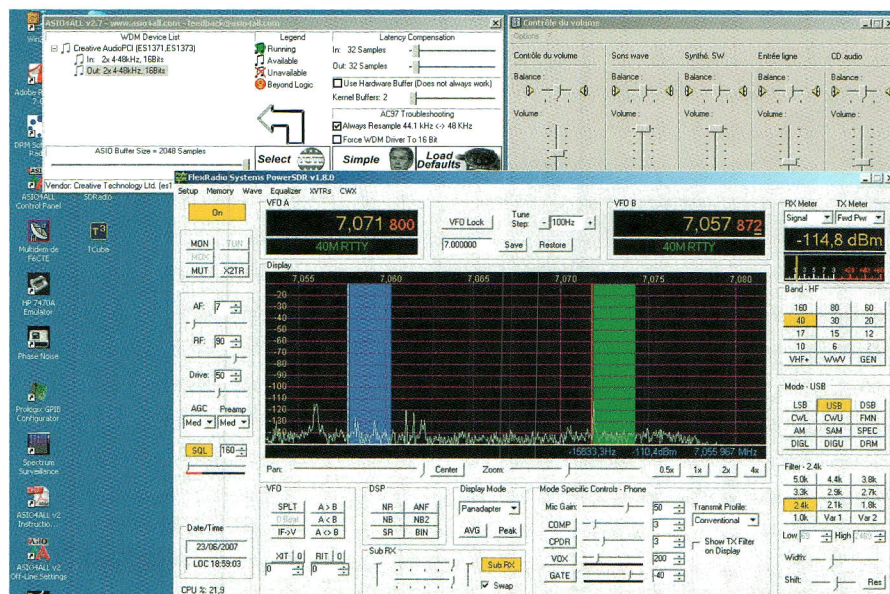 ASIO4ALL v2.7 - www.asio4all.com - feedback@asio4all.com
WDM Device List
Creative AudioPCI (ES1371,ES1373)
In: 2x 4-48kHz, 16Bits
Out: 2x 4-48kHz, 16Bits
Legend
Running
Available
Unavailable
Beyond Logic
Latency Compensation
In: 32 Samples
Out: 32 Samples
Use Hardware Buffer (Does not always work)
Kernel Buffers: 2
AC97 Troubleshooting
Always Resample 44.1 kHz <-> 48 KHz
Force WDM Driver To 16 Bit
ASIO Buffer Size = 2048 Samples
Select
Simple
Load Defaults
Vendor: Creative Technology Ltd. (es1
Contrôle du volume
Options ?
Contrôle du volume
Sons wave
Synthé. SW
Entrée ligne
CD audio
Balance :
Balance :
Balance :
Balance :
Balance :
Volume :
Volume :
Volume :
Volume :
Volume :
ASIO4ALL
Control Panel
SDRadio
Multidem de
F6CTE
TCube
HP 7470A
Emulator
Phase Noise
Prologix GPIB
Configurator
Spectrum
Surveillance
ASIO4ALL v2
Instructio...
ASIO4ALL v2
Off-Line Settings
FlexRadio Systems PowerSDR v1.8.0
Setup Memory Wave Equalizer XVTRs CWX
On
MON TUN
MOX
MUT X2TR
AF: 7
RF: 90
Drive: 50
AGC Preamp
Med Med
SQL 160
Date/Time
23/06/2007
LOC 18:59:03
CPU %: 21,9
VFO A
7,071 800
40M RTTY
VFO Lock
Tune
Step: - 100Hz +
7.000000
Save Restore
VFO B
7,057 872
40M RTTY
RX Meter TX Meter
Signal Fwd Pwr
-114,8 dBm
Display
7,055 7,060 7,065 7,070 7,075 7,080
-20
-30
-40
-50
-60
-70
-80
-90
-100
-110
-120
-130
-140
-15833,3Hz -110,4dBm 7,055 967 MHz
Pan: Center Zoom: 0.5x 1x 2x 4x
Band - HF
160 80 60
40 30 20
17 15 12
10 6 2
VHF+ WWV GEN
Mode - USB
LSB USB DSB
CWL CWU FMN
AM SAM SPEC
DIGL DIGU DRM
Filter - 2.4k
5.0k 4.4k 3.8k
3.3k 2.9k 2.7k
2.4k 2.1k 1.8k
1.0k Var 1 Var 2
Low High
Width:
Shift: Res
VFO
SPLT A > B
0 Beat A < B
IF->V A <> B
XIT 0 RIT 0
0 0
DSP
NR ANF
NB NB2
SR BIN
Display Mode
Panadapter
AVG Peak
Sub RX
Sub RX
Swap
Mode Specific Controls - Phone
Mic Gain: 50
COMP 3
CPDR 3
VOX 200
GATE -40
Transmit Profile:
Conventional
Show TX Filter
on Display